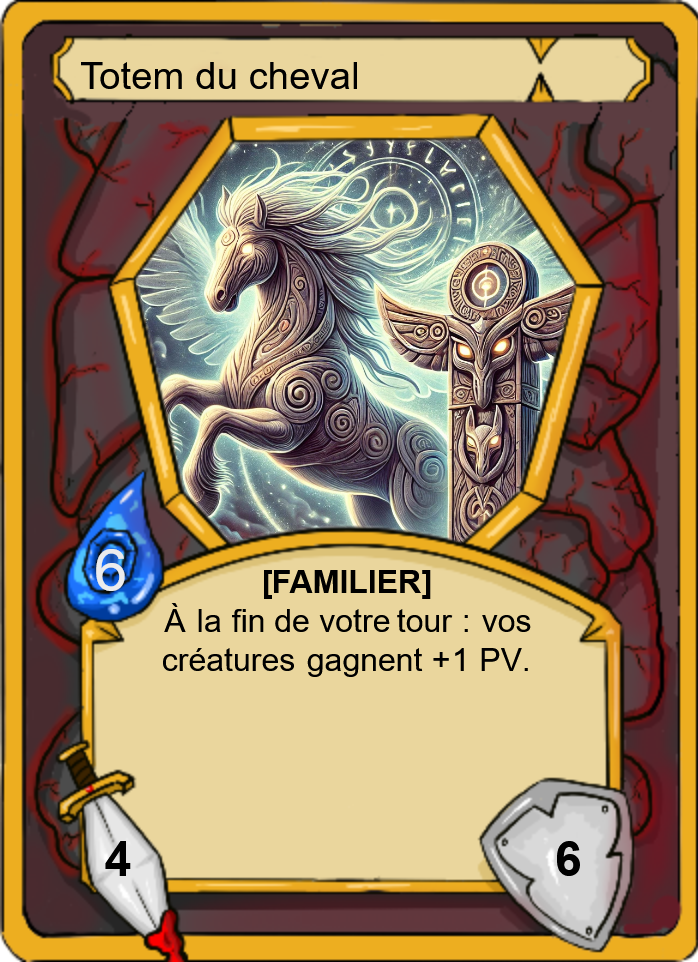 Totem du cheval
6
[FAMILIER]
À la fin de votre tour : vos
créatures gagnent +1 PV.
4
6